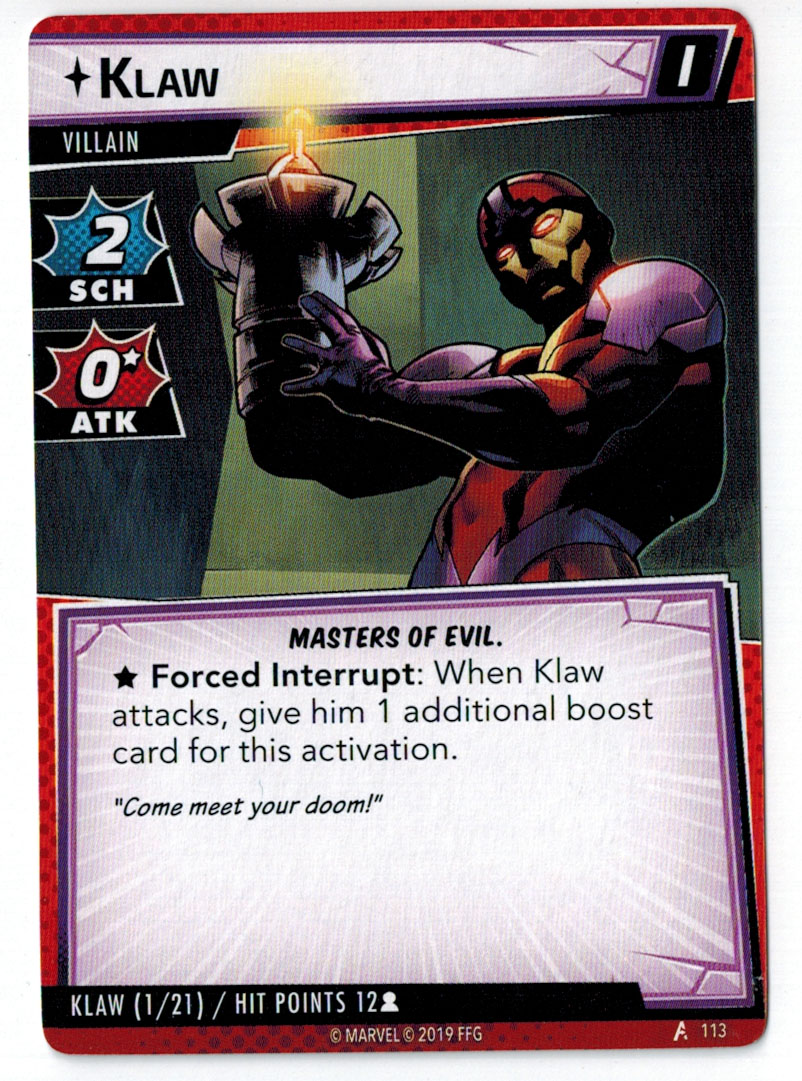 KLAW
I
VILLAIN
2
SCH
0★
ATK
MASTERS OF EVIL.
★ Forced Interrupt: When Klaw
attacks, give him 1 additional boost
card for this activation.
"Come meet your doom!"
KLAW (1/21) / HIT POINTS 12
© MARVEL © 2019 FFG
113